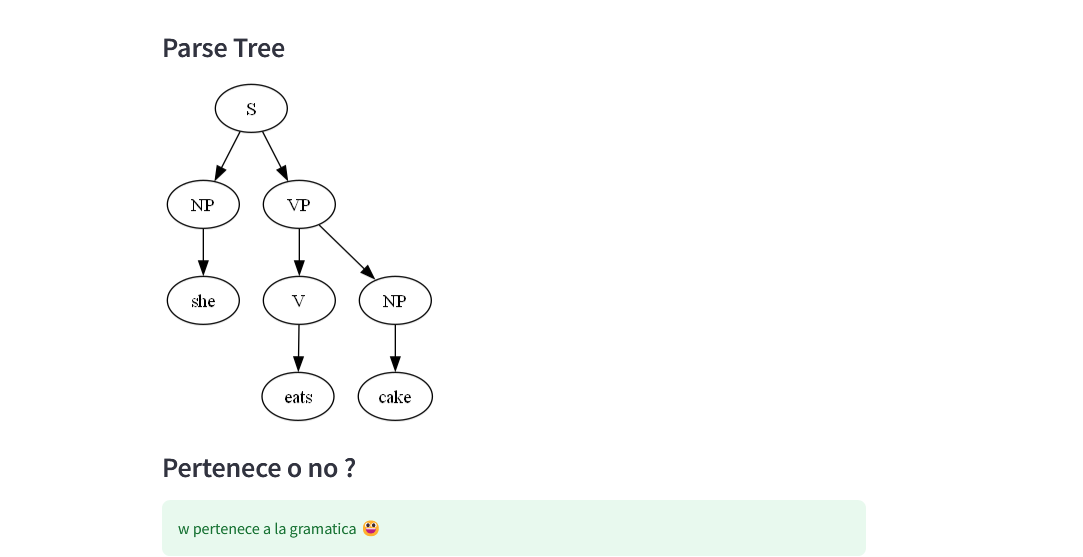 Parse Tree
S
NP VP
she V NP
eats cake
Pertenece o no ?
w pertenece a la gramatica 😀